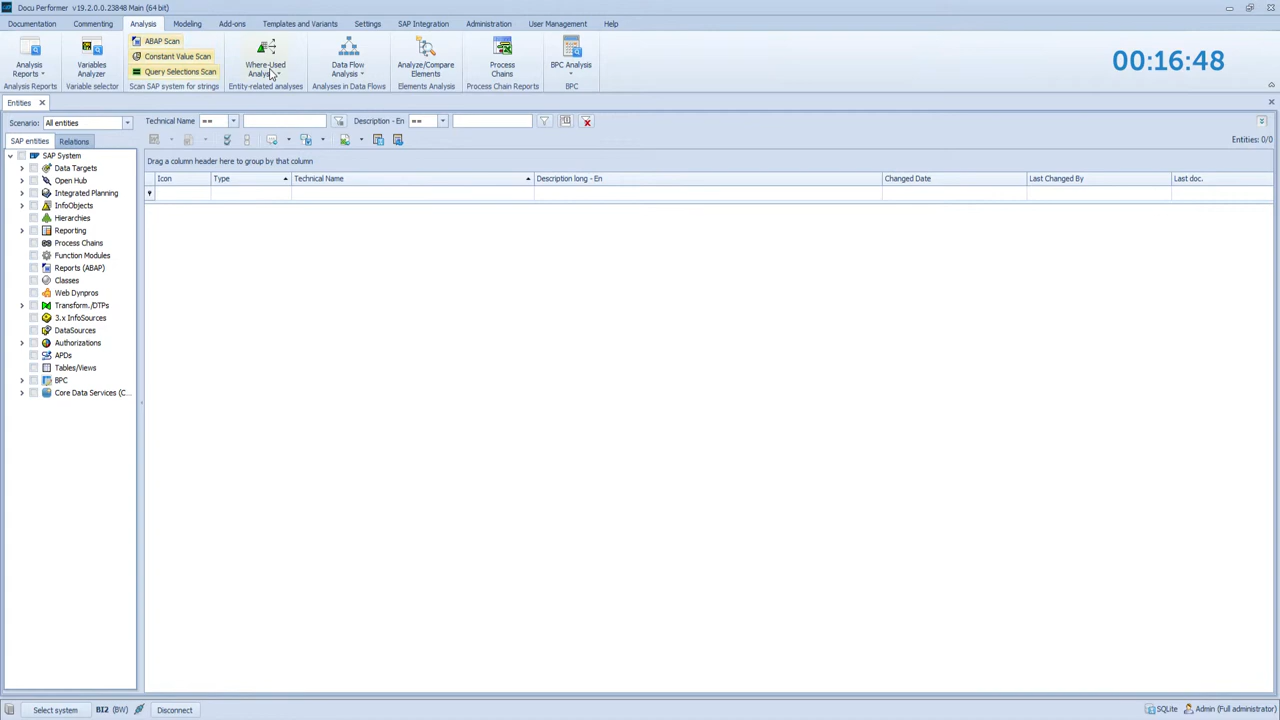 Docu Performer v19.2.0.0.23848 Main (64 bit)
Documentation Commenting Analysis Modeling Add-ons Templates and Variants Settings SAP Integration Administration User Management Help
Analysis Reports
Variables Analyzer
ABAP Scan
Constant Value Scan
Query Selections Scan
Where-Used Analysis
Data Flow Analysis
Analyze/Compare Elements
Process Chains
BPC Analysis
00:16:48
Analysis Reports Variable selector Scan SAP system for strings Entity-related analyses Analyses in Data Flows Elements Analysis Process Chain Reports BPC
Entities
Scenario: All entities Technical Name == Description - En ==
SAP entities Relations Entities: 0/0
SAP System
Data Targets
Open Hub
Integrated Planning
InfoObjects
Hierarchies
Reporting
Process Chains
Function Modules
Reports (ABAP)
Classes
Web Dynpros
Transform./DTPs
3.x InfoSources
DataSources
Authorizations
APDs
Tables/Views
BPC
Core Data Services (C...
Drag a column header here to group by that column
Icon Type Technical Name Description long - En Changed Date Last Changed By Last doc.
Select system BI2 (BW) Disconnect SQLite Admin (Full administrator)